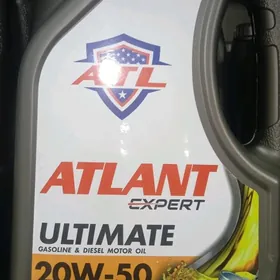 ATL
ATLANT
EXPERT
ULTIMATE
GASOLINE & DIESEL MOTOR OIL
20W-50